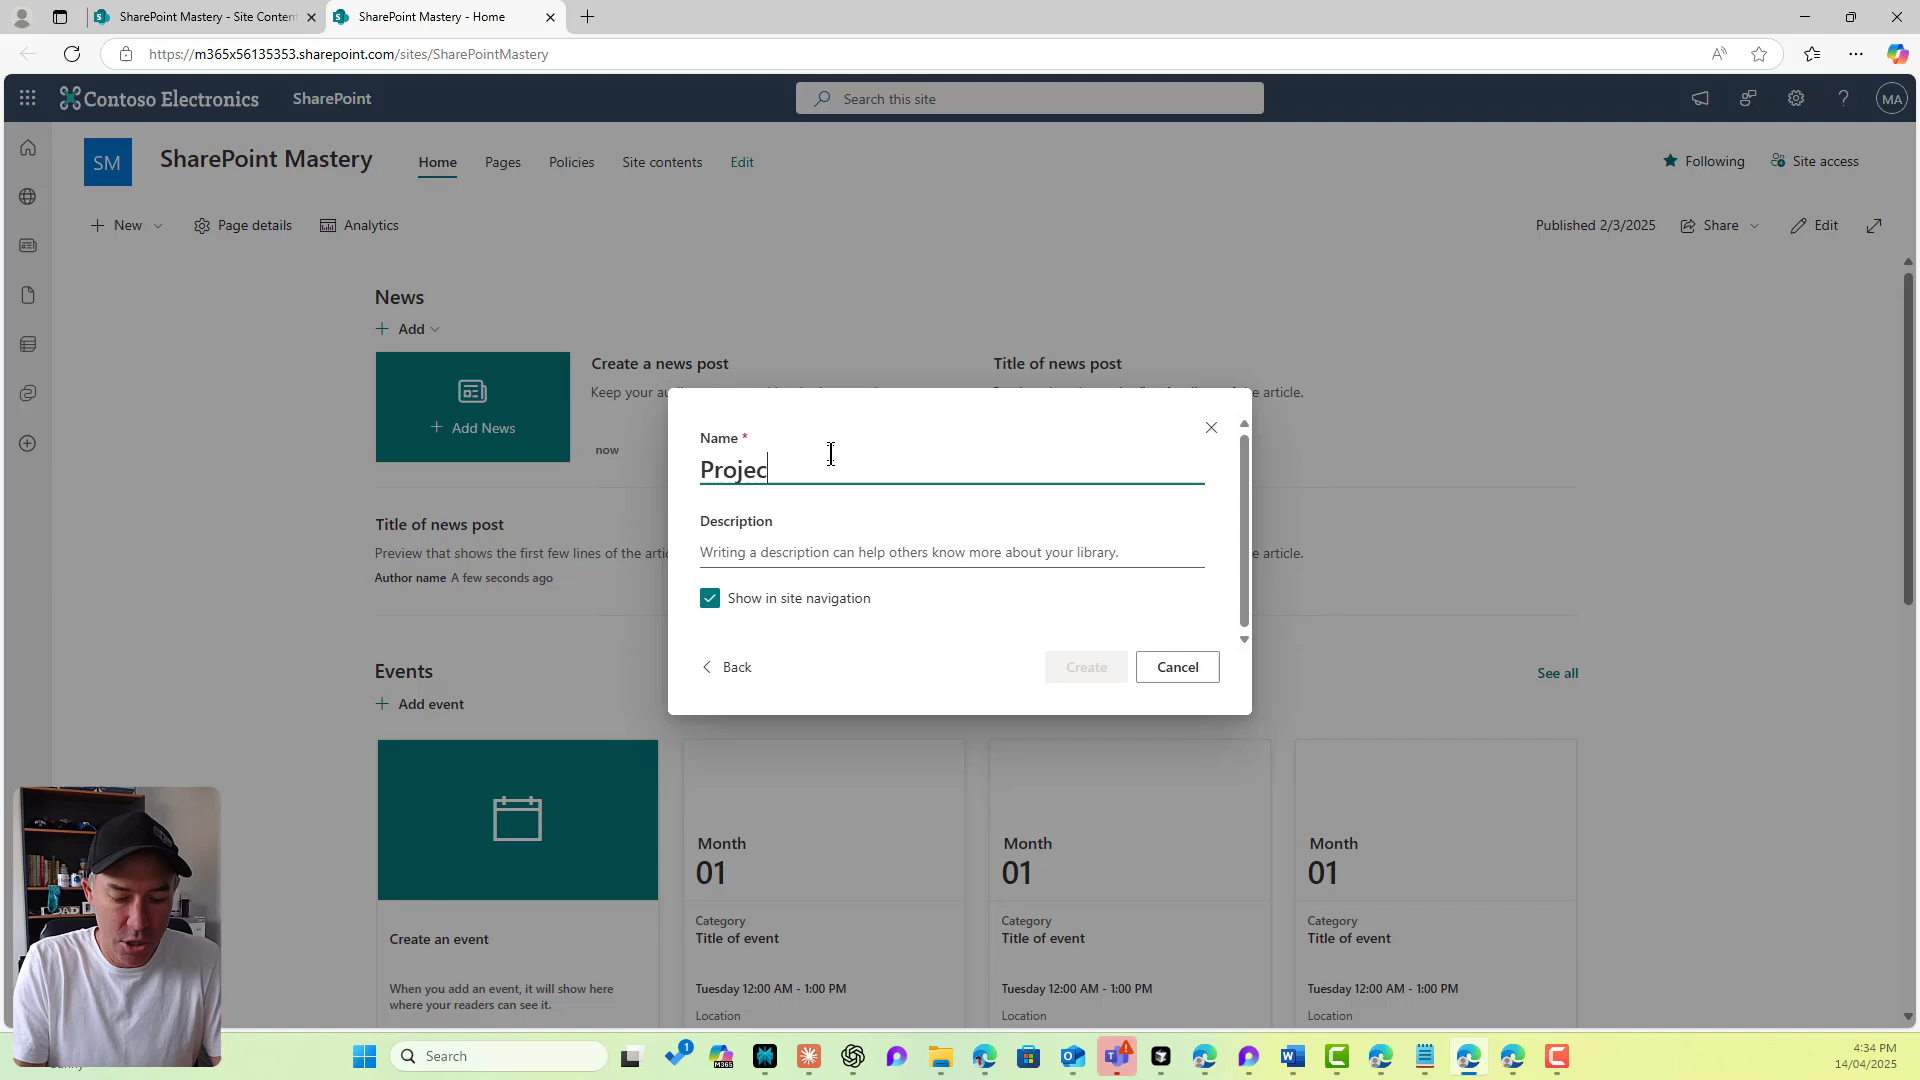 SharePoint Mastery - Site Conten
SharePoint Mastery - Home
https://m365x56135353.sharepoint.com/sites/SharePointMastery
Contoso Electronics
SharePoint
Search this site
MA
SM
SharePoint Mastery
Home
Pages
Policies
Site contents
Edit
Following
Site access
New
Page details
Analytics
Published 2/3/2025
Share
Edit
News
Add
Create a news post
Title of news post
Keep your au
e article.
Add News
now
Title of news post
Preview that shows the first few lines of the artic
e article.
Author name A few seconds ago
Name *
Projec
Description
Writing a description can help others know more about your library.
Show in site navigation
Back
Create
Cancel
Events
See all
Add event
Month
01
Month
01
Month
01
Category
Title of event
Category
Title of event
Category
Title of event
Create an event
When you add an event, it will show here
where your readers can see it.
Tuesday 12:00 AM - 1:00 PM
Tuesday 12:00 AM - 1:00 PM
Tuesday 12:00 AM - 1:00 PM
Location
Location
Location
Search
1
M365
4:34 PM
14/04/2025